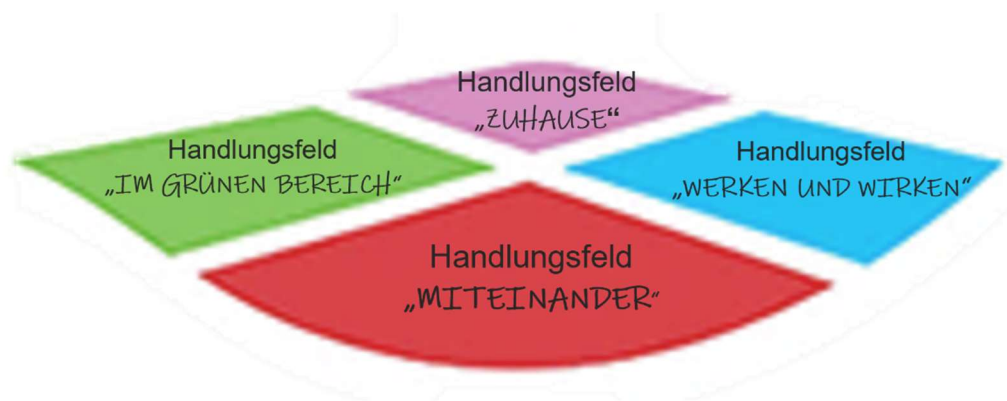 Handlungsfeld
„ZUHAUSE“
Handlungsfeld
„IM GRÜNEN BEREICH“
Handlungsfeld
„WERKEN UND WIRKEN“
Handlungsfeld
„MITEINANDER“